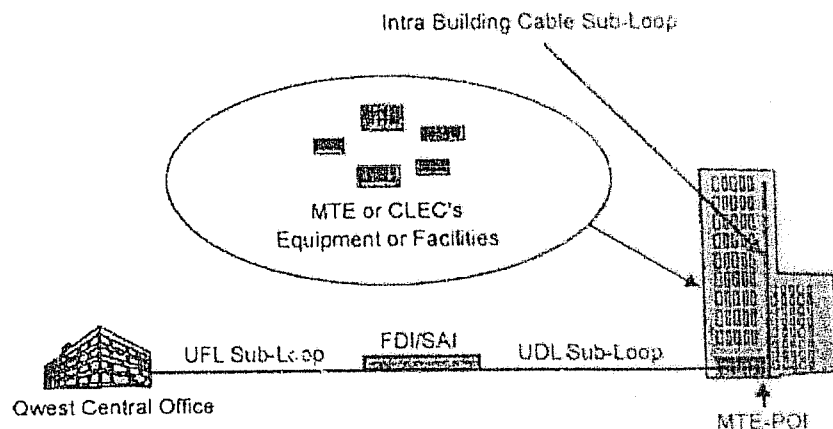 Intra Building Cable Sub-Loop
MTE or CLEC's
Equipment or Facilities
UFL Sub-Loop
FDI/SAI
UDL Sub-Loop
Qwest Central Office
MTE-POI